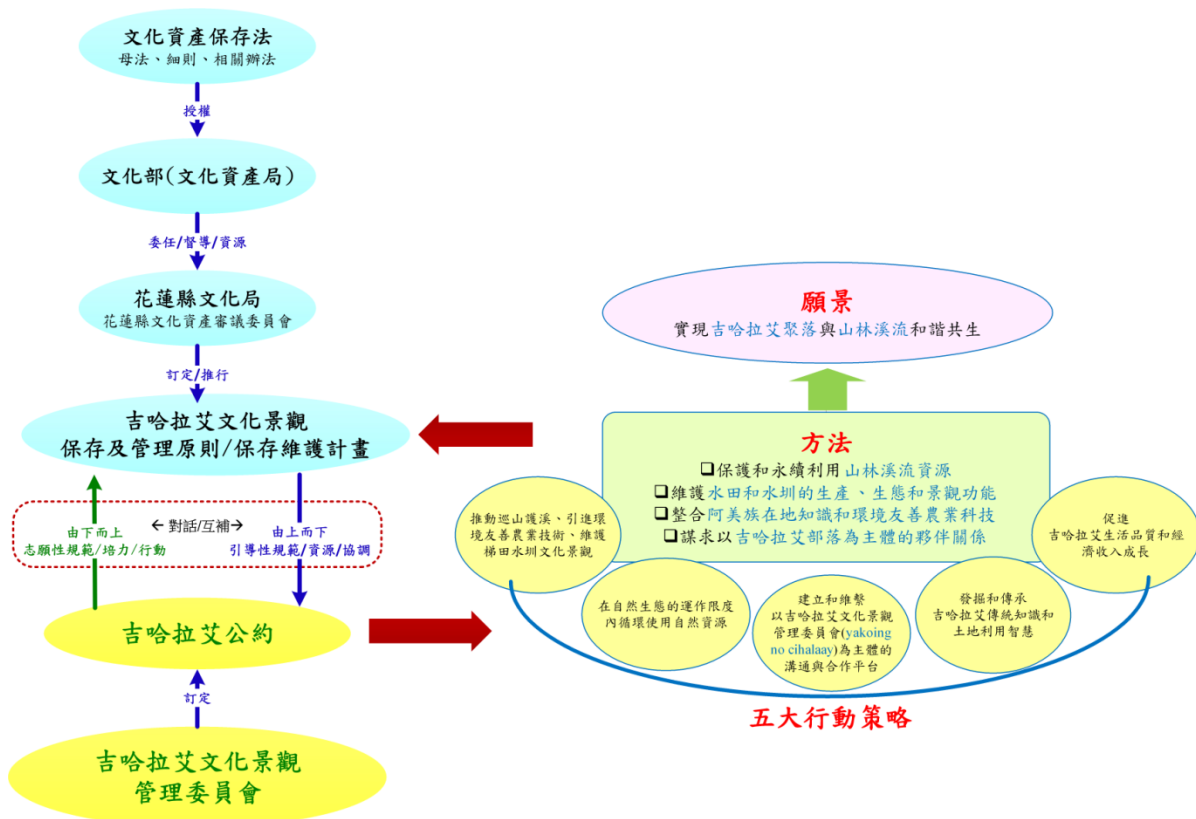 文化資產保存法
母法、細則、相關辦法
授權
文化部(文化資產局)
委任/督導/資源
花蓮縣文化局
花蓮縣文化資產審議委員會
訂定/推行
吉哈拉艾文化景觀
保存及管理原則/保存維護計畫
← 對話/互補→
由下而上
志願性規範/培力/行動
由上而下
引導性規範/資源/協調
吉哈拉艾公約
訂定
吉哈拉艾文化景觀
管理委員會
願景
實現吉哈拉艾聚落與山林溪流和諧共生
方法
❑保護和永續利用山林溪流資源
❑維護水田和水圳的生產、生態和景觀功能
❑整合阿美族在地知識和環境友善農業科技
❑謀求以吉哈拉艾部落為主體的夥伴關係
推動巡山護溪、引進環
境友善農業技術、維護
梯田水圳文化景觀
在自然生態的運作限度
內循環使用自然資源
建立和維繫
以吉哈拉艾文化景觀
管理委員會(yakoing
no cihalaay)為主體的
溝通與合作平台
發掘和傳承
吉哈拉艾傳統知識和
土地利用智慧
促進
吉哈拉艾生活品質和經
濟收入成長
五大行動策略